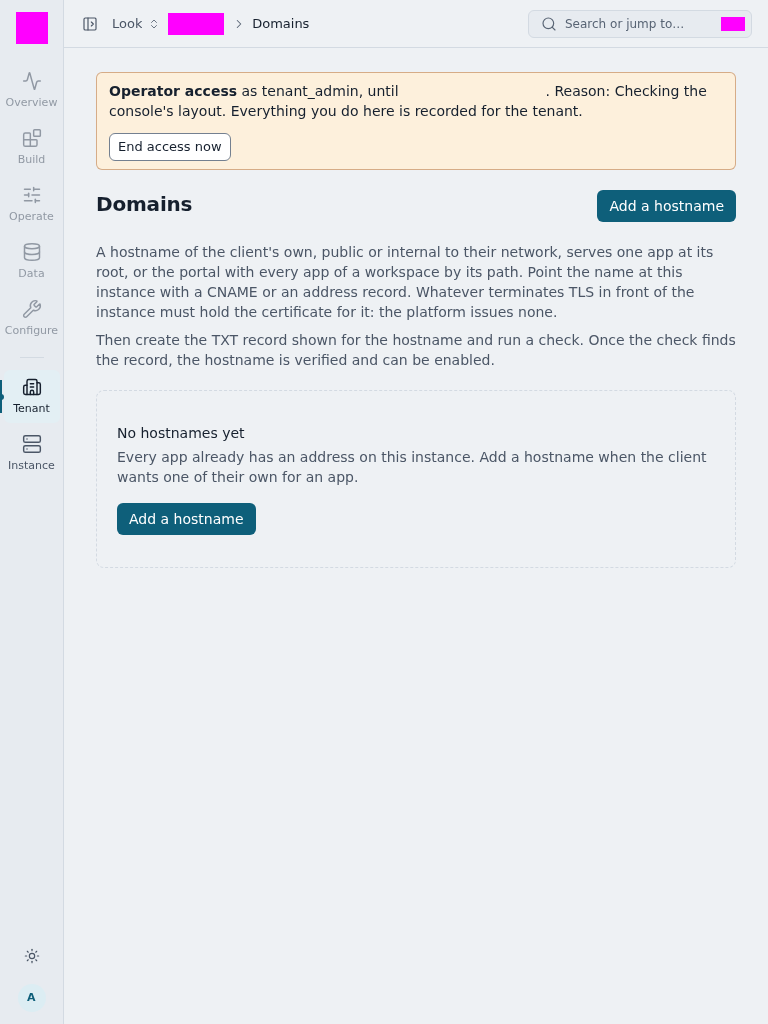 Look
Domains
Search or jump to...
Overview
Build
Operate
Data
Configure
Tenant
Instance
A
Operator access as tenant_admin, until . Reason: Checking the
console's layout. Everything you do here is recorded for the tenant.
End access now
Domains
Add a hostname
A hostname of the client's own, public or internal to their network, serves one app at its
root, or the portal with every app of a workspace by its path. Point the name at this
instance with a CNAME or an address record. Whatever terminates TLS in front of the
instance must hold the certificate for it: the platform issues none.
Then create the TXT record shown for the hostname and run a check. Once the check finds
the record, the hostname is verified and can be enabled.
No hostnames yet
Every app already has an address on this instance. Add a hostname when the client
wants one of their own for an app.
Add a hostname